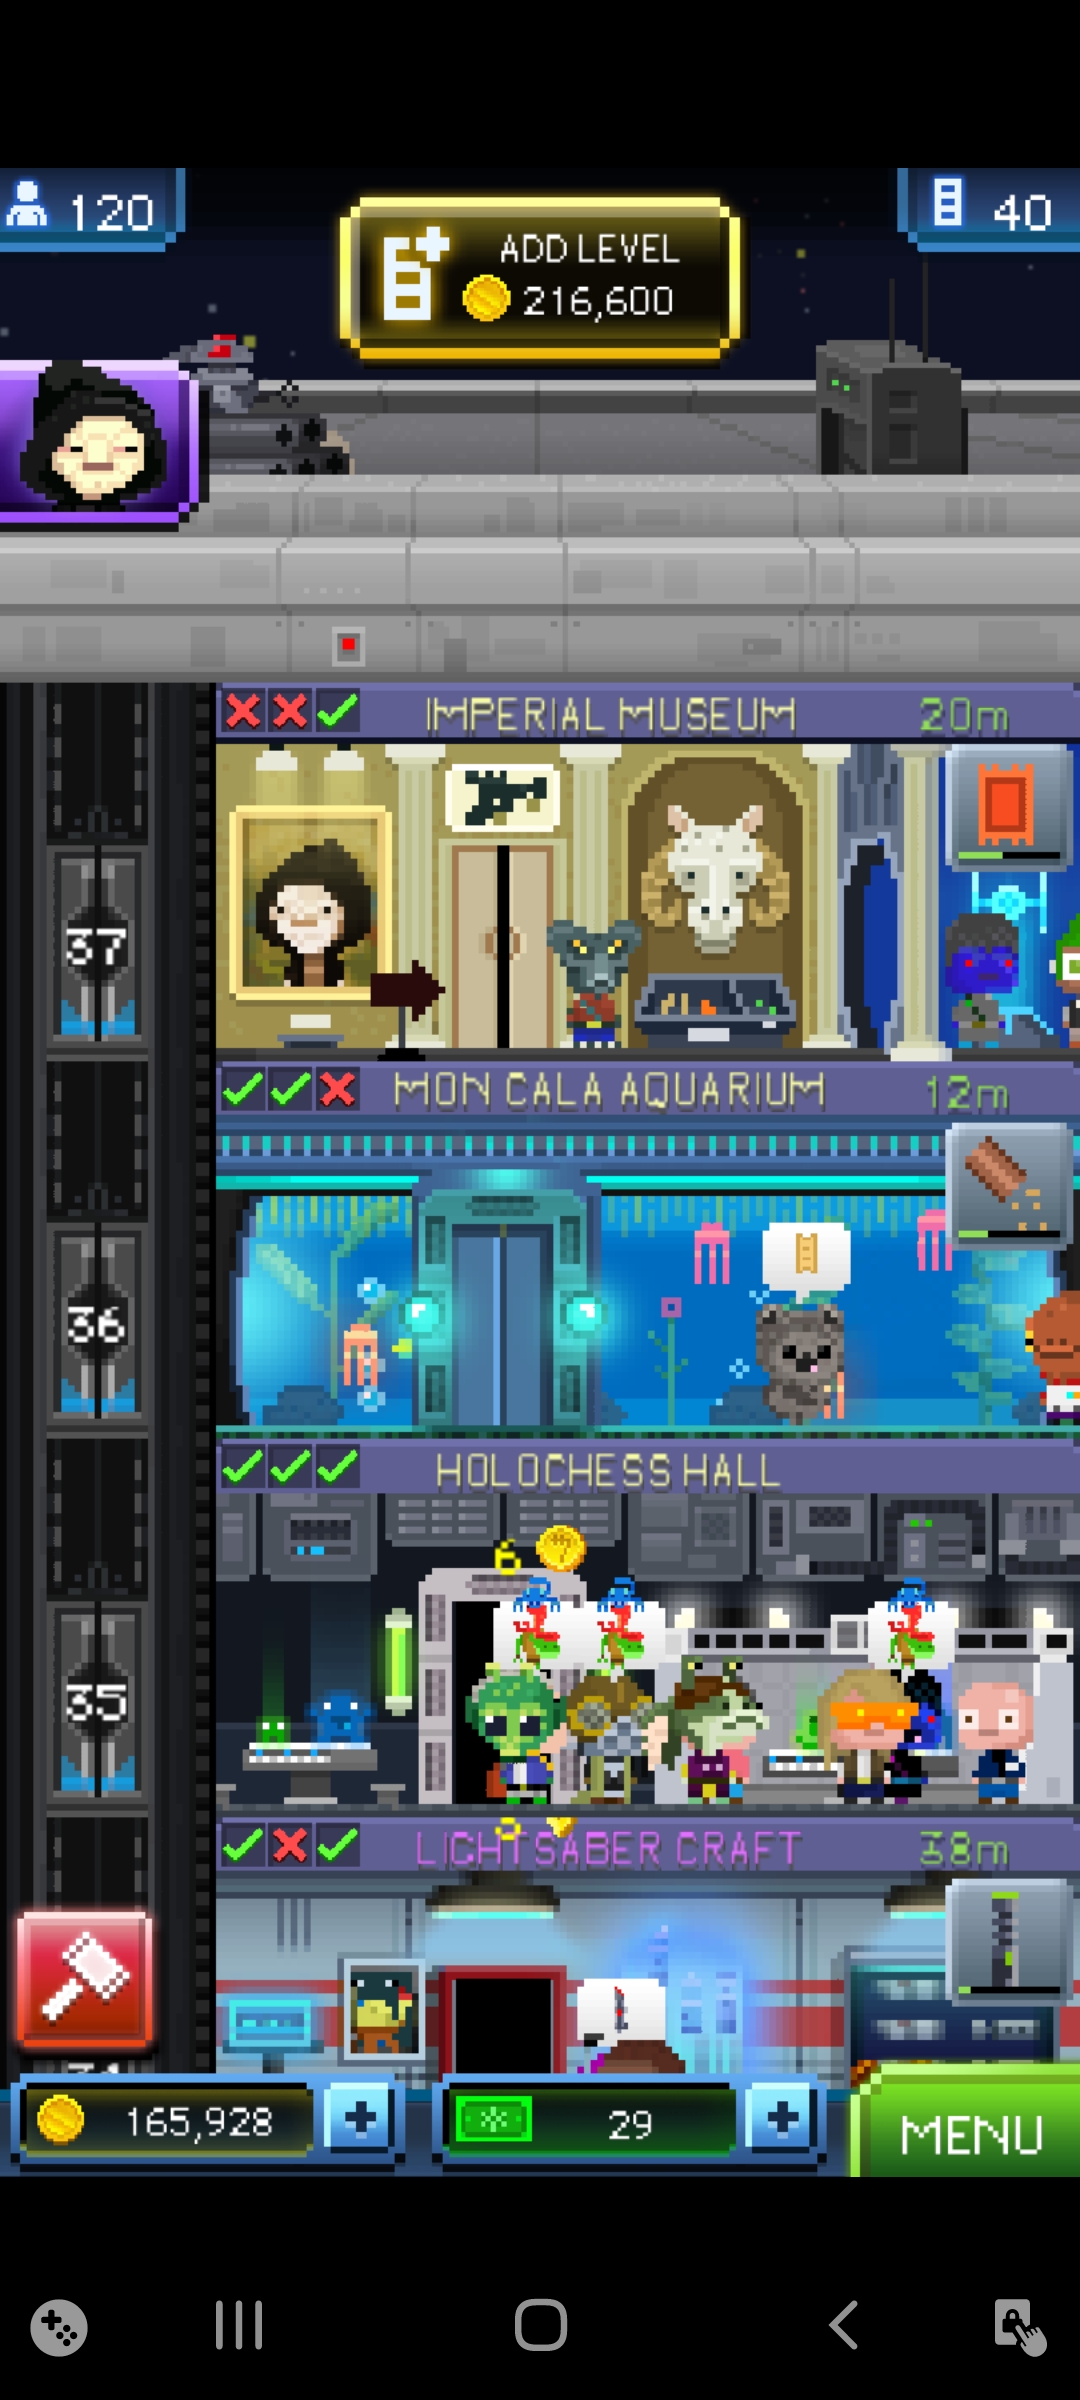 120
ADD LEVEL
216,600
40
IMPERIAL MUSEUM 20m
37
MON CALA AQUARIUM 12m
36
HOLOCHESS HALL
6
35
LIGHTSABER CRAFT 38m
165,928
29
MENU